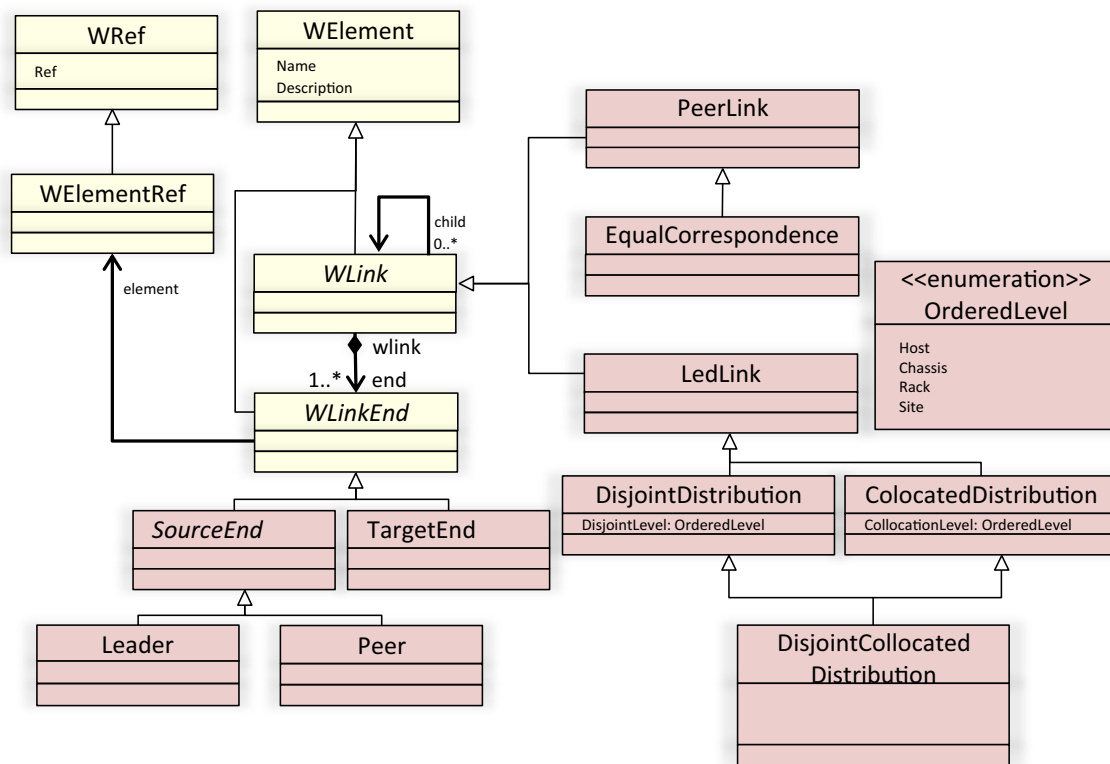 WRef
Ref
WElement
Name
Description
WElementRef
element
child
0..*
WLink
wlink
1..* end
WLinkEnd
SourceEnd
TargetEnd
Leader
Peer
PeerLink
EqualCorrespondence
<<enumeration>>
OrderedLevel
Host
Chassis
Rack
Site
LedLink
DisjointDistribution
DisjointLevel: OrderedLevel
ColocatedDistribution
CollocationLevel: OrderedLevel
DisjointCollocated
Distribution